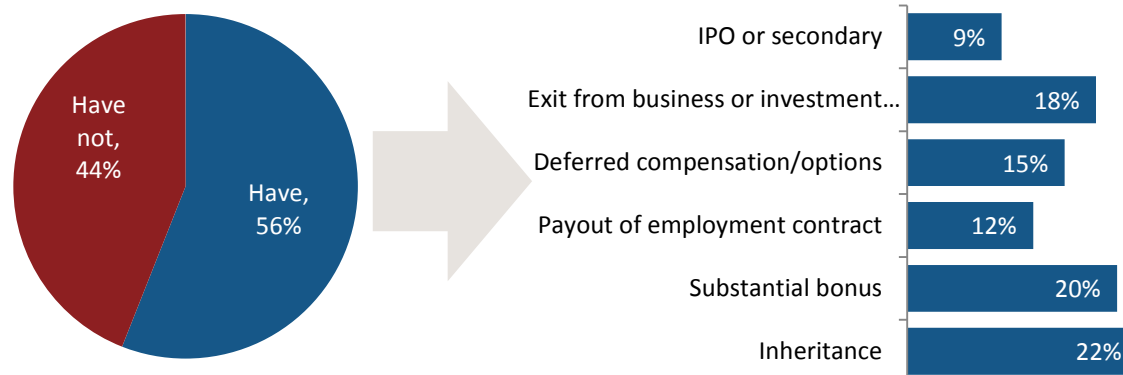 Have
not,
44%
Have,
56%
IPO or secondary
9%
Exit from business or investment...
18%
Deferred compensation/options
15%
Payout of employment contract
12%
Substantial bonus
20%
Inheritance
22%